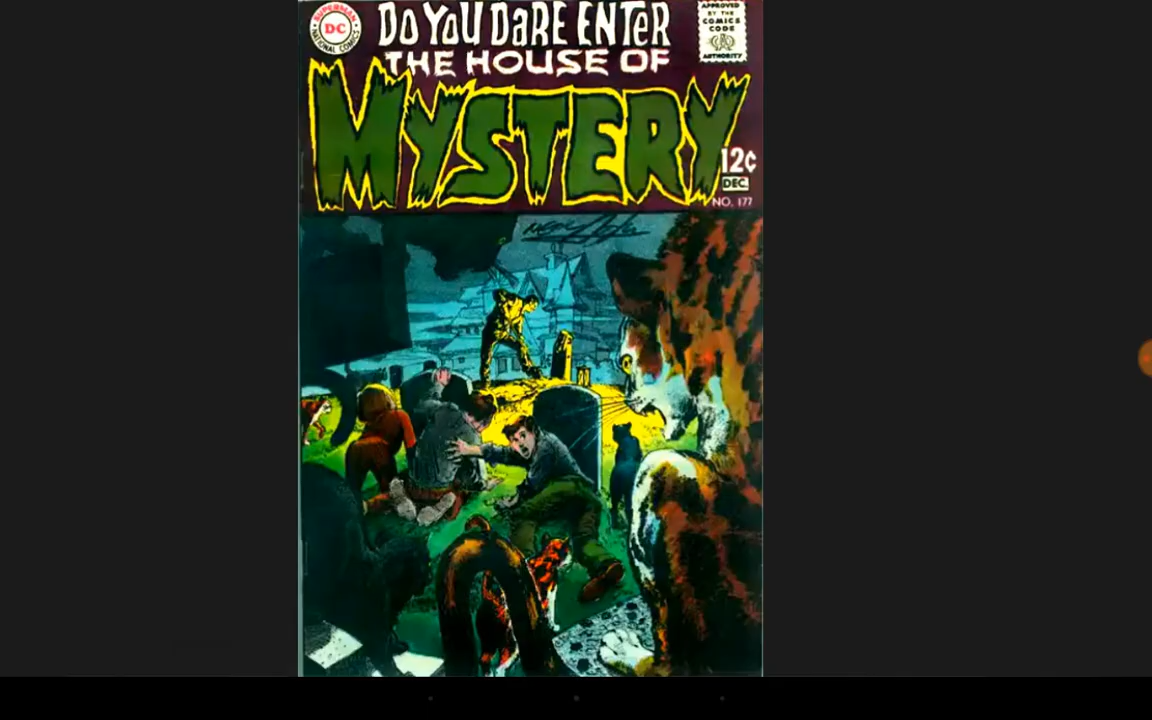 SUPERMAN
DC
NATIONAL COMICS
DO YOU DARE ENTER
THE HOUSE OF
MYSTERY
APPROVED
BY THE
COMICS
CODE
AUTHORITY
12¢
DEC.
NO. 177